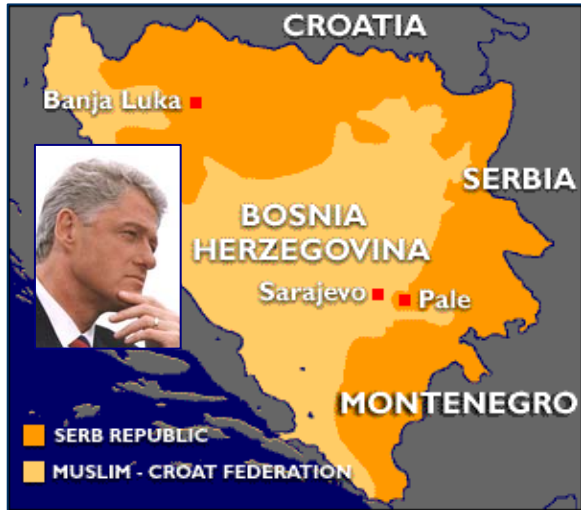 CROATIA
Banja Luka
SERBIA
BOSNIA
HERZEGOVINA
Sarajevo
Pale
MONTENEGRO
SERB REPUBLIC
MUSLIM - CROAT FEDERATION